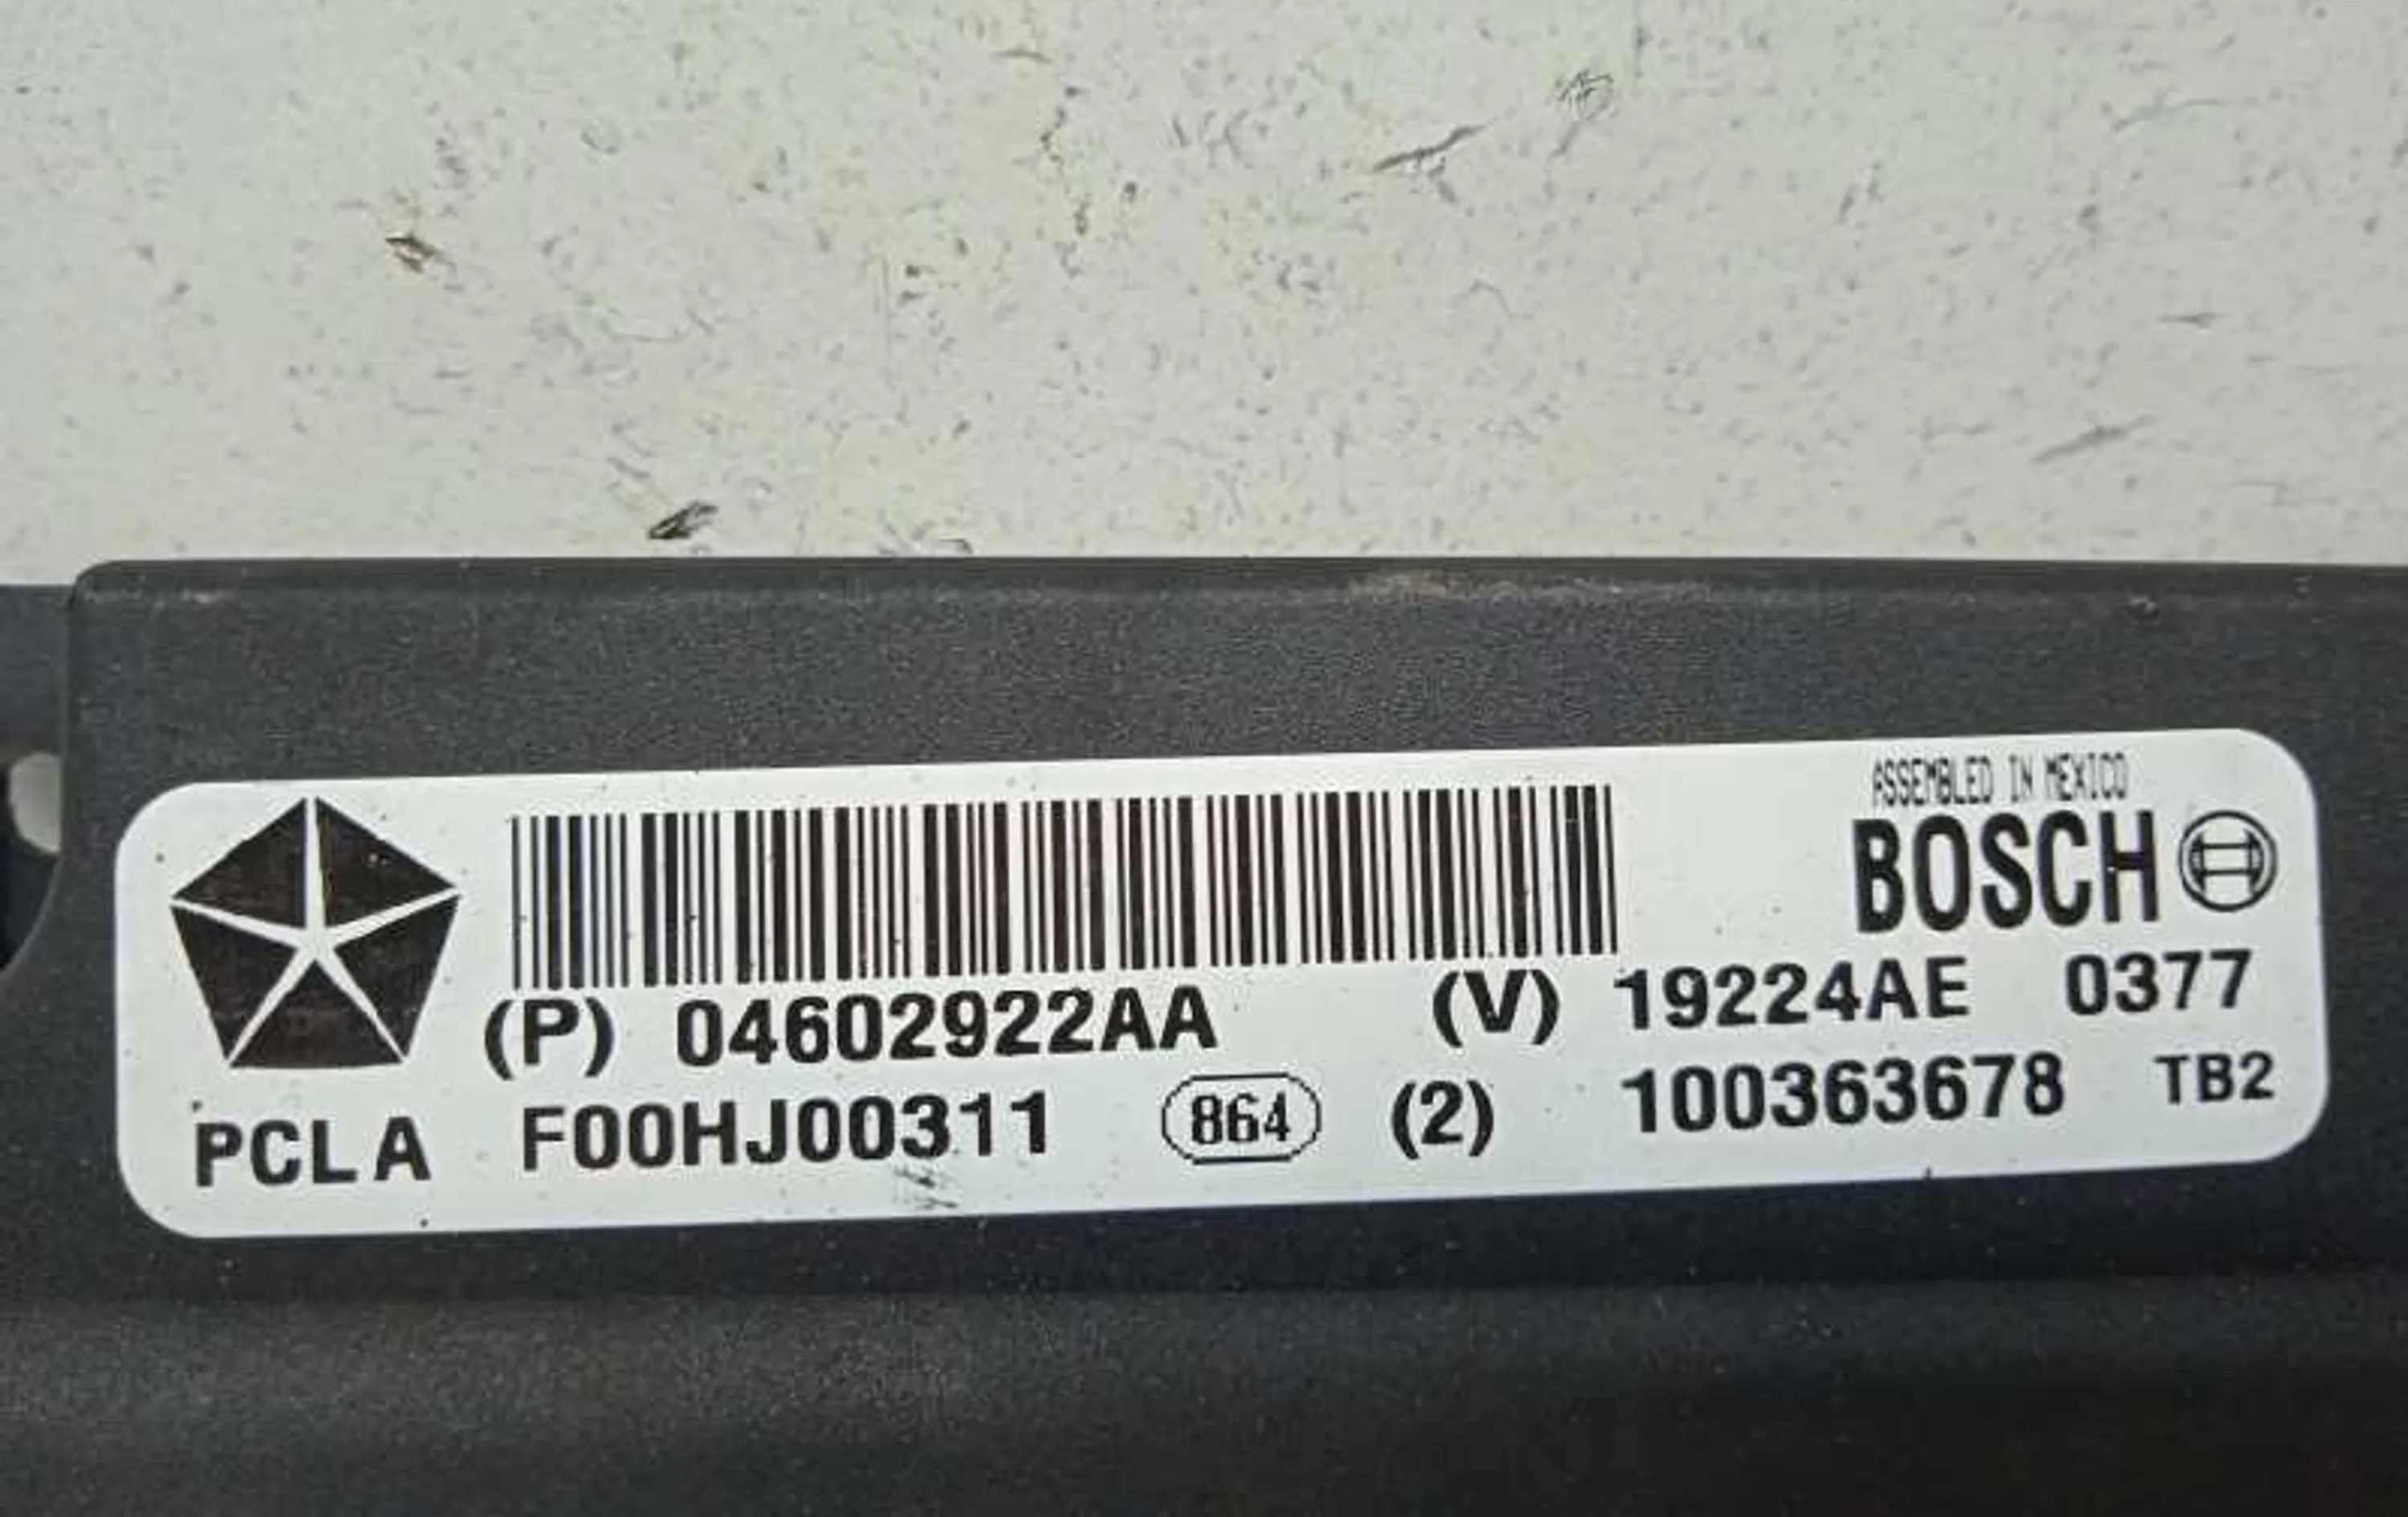 ASSEMBLED IN MEXICO
BOSCH
(P) 04602922AA (V) 19224AE 0377
PCLA F00HJ00311 864 (2) 100363678 TB2